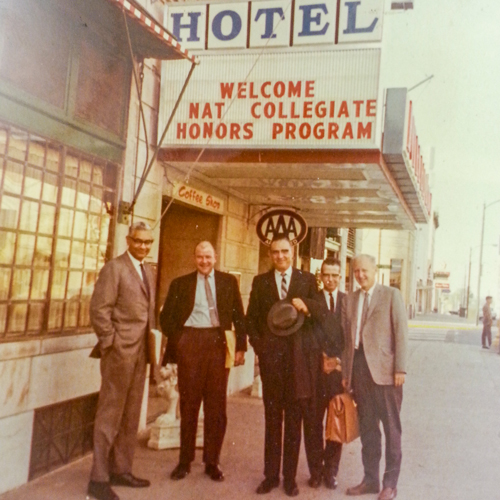 HOTEL
WELCOME
NAT COLLEGIATE
HONORS PROGRAM
Coffee Shop
AAA